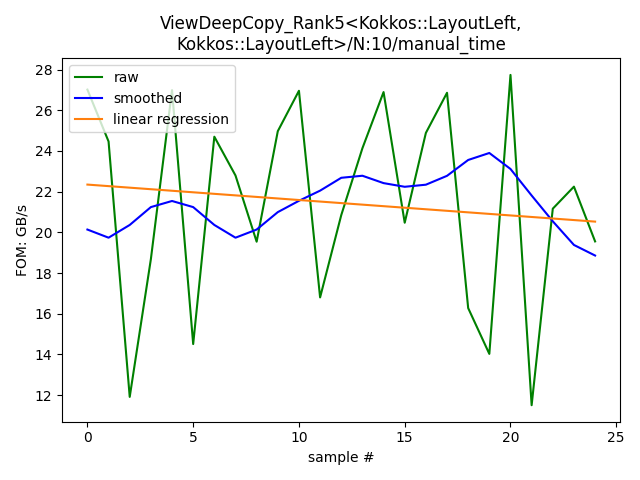 ViewDeepCopy_Rank5<Kokkos::LayoutLeft,
Kokkos::LayoutLeft>/N:10/manual_time
raw
smoothed
linear regression
FOM: GB/s
28
26
24
22
20
18
16
14
12
0
5
10
15
20
25
sample #